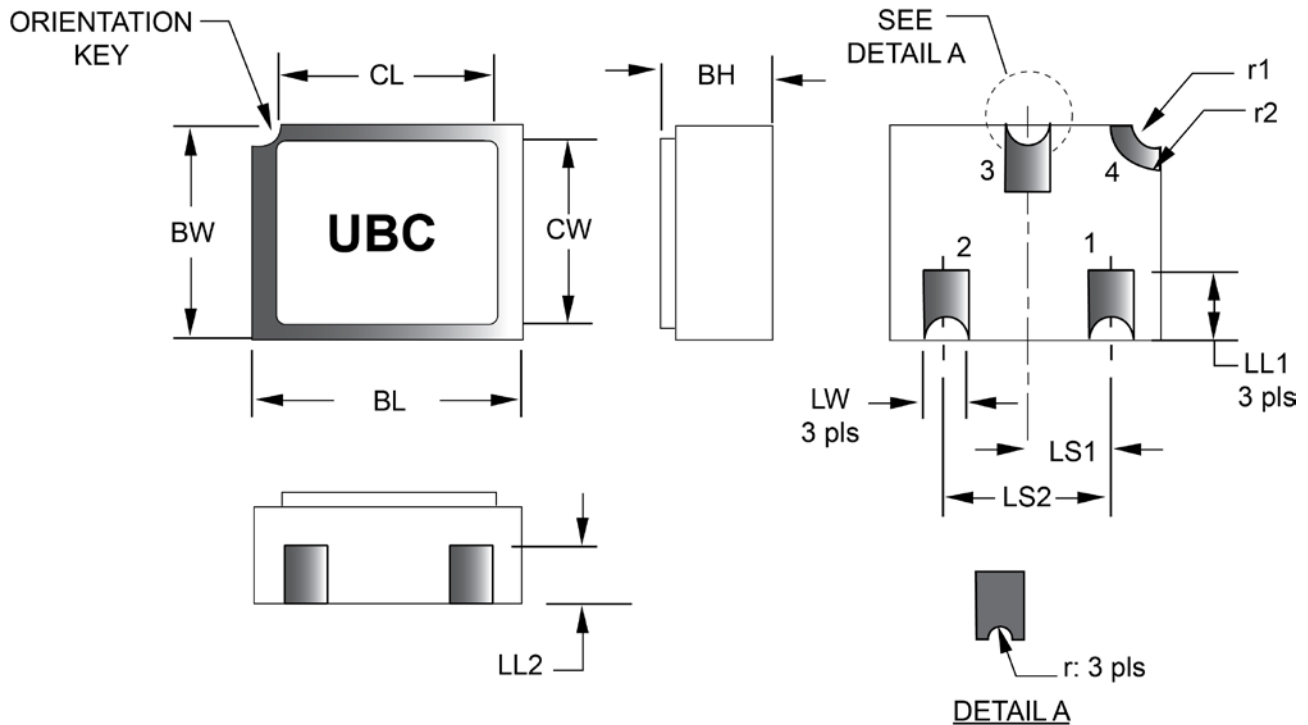 ORIENTATION
KEY
CL
BH
SEE
DETAIL A
r1
r2
BW
UBC
CW
3
4
2
1
BL
LW
3 pls
LL1
3 pls
LS1
LS2
LL2
r: 3 pls
DETAIL A